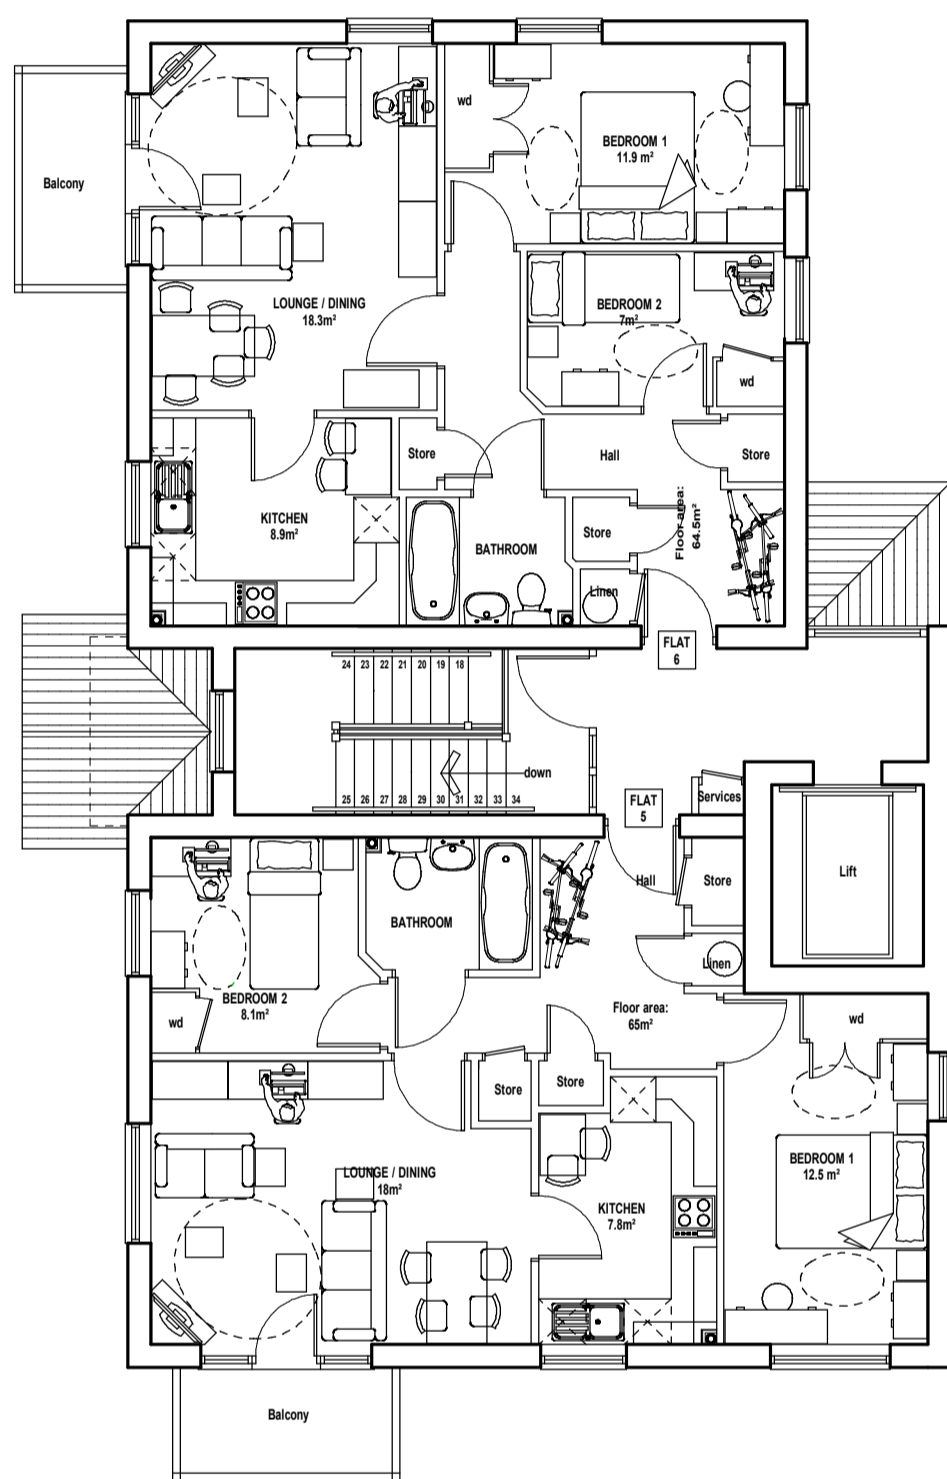 wd
BEDROOM 1
11.9 m²
Balcony
LOUNGE / DINING
18.3m²
BEDROOM 2
7m²
wd
Store
Hall
Store
KITCHEN
8.9m²
BATHROOM
Store
Floor area:
64.5m²
Linen
FLAT
6
24 23 22 21 20 19 18
down
25 26 27 28 29 30 31 32 33 34
FLAT
5
Services
Lift
Hall
Store
BATHROOM
Linen
BEDROOM 2
8.1m²
wd
Floor area:
65m²
wd
Store
Store
LOUNGE / DINING
18m²
BEDROOM 1
12.5 m²
KITCHEN
7.8m²
Balcony